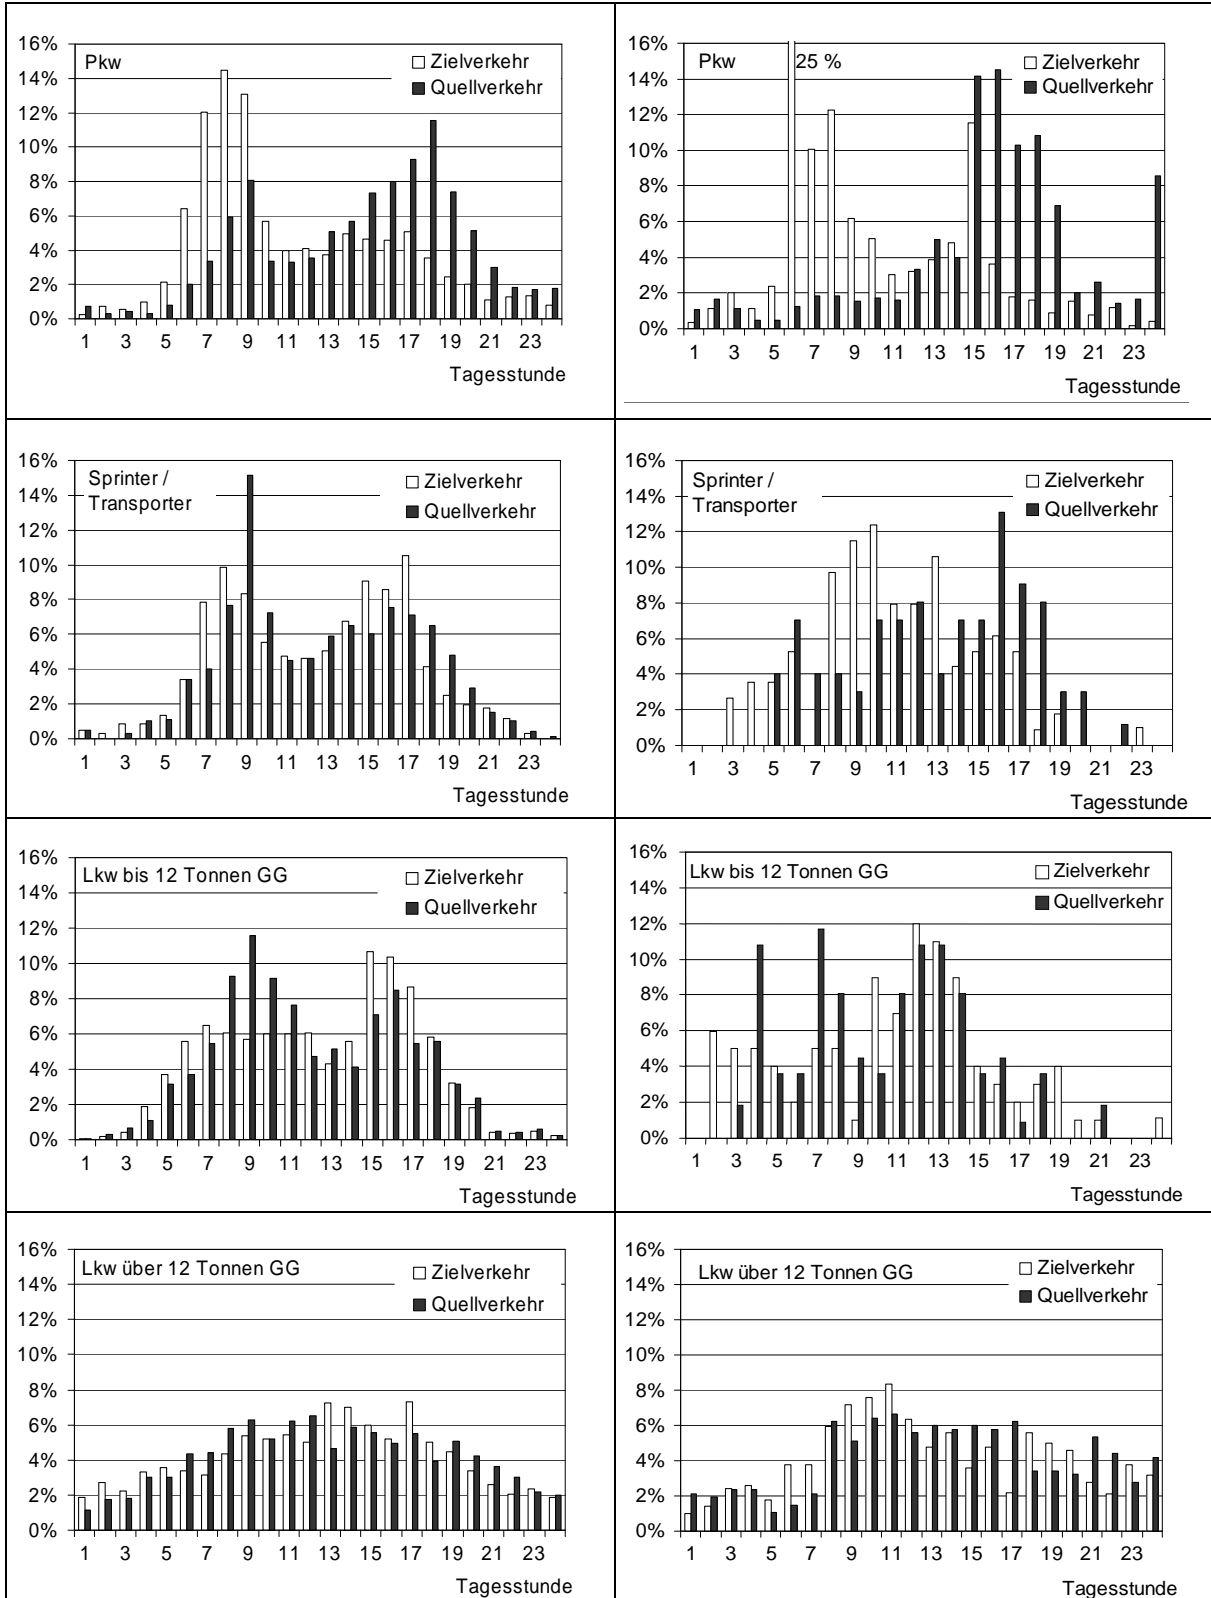 16%
14%
12%
10%
8%
6%
4%
2%
0%
Pkw
Zielverkehr
Quellverkehr
1 3 5 7 9 11 13 15 17 19 21 23
Tagesstunde
16%
14%
12%
10%
8%
6%
4%
2%
0%
Pkw
25 %
Zielverkehr
Quellverkehr
1 3 5 7 9 11 13 15 17 19 21 23
Tagesstunde
16%
14%
12%
10%
8%
6%
4%
2%
0%
Sprinter /
Transporter
Zielverkehr
Quellverkehr
1 3 5 7 9 11 13 15 17 19 21 23
Tagesstunde
16%
14%
12%
10%
8%
6%
4%
2%
0%
Sprinter /
Transporter
Zielverkehr
Quellverkehr
1 3 5 7 9 11 13 15 17 19 21 23
Tagesstunde
16%
14%
12%
10%
8%
6%
4%
2%
0%
Lkw bis 12 Tonnen GG
Zielverkehr
Quellverkehr
1 3 5 7 9 11 13 15 17 19 21 23
Tagesstunde
16%
14%
12%
10%
8%
6%
4%
2%
0%
Lkw bis 12 Tonnen GG
Zielverkehr
Quellverkehr
1 3 5 7 9 11 13 15 17 19 21 23
Tagesstunde
16%
14%
12%
10%
8%
6%
4%
2%
0%
Lkw über 12 Tonnen GG
Zielverkehr
Quellverkehr
1 3 5 7 9 11 13 15 17 19 21 23
Tagesstunde
16%
14%
12%
10%
8%
6%
4%
2%
0%
Lkw über 12 Tonnen GG
Zielverkehr
Quellverkehr
1 3 5 7 9 11 13 15 17 19 21 23
Tagesstunde